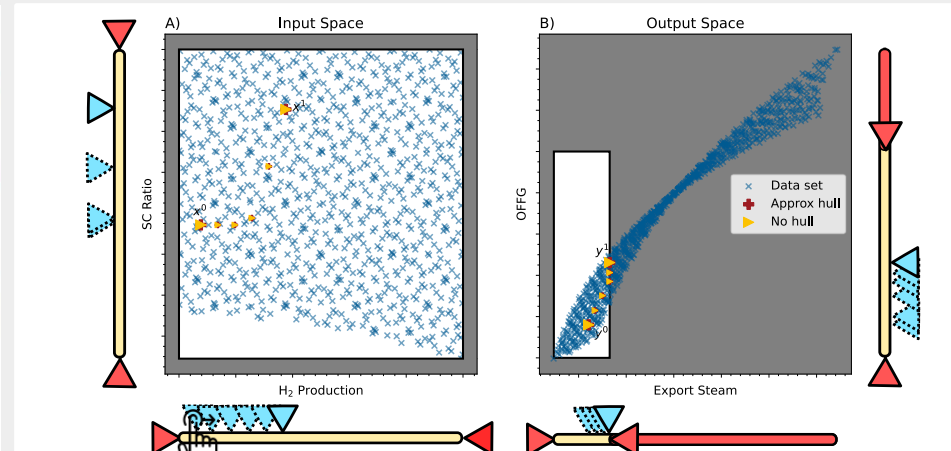 A)
Input Space
B)
Output Space
SC Ratio
x¹
x⁰
H₂ Production
OFFG
Data set
Approx hull
No hull
y¹
y⁰
Export Steam